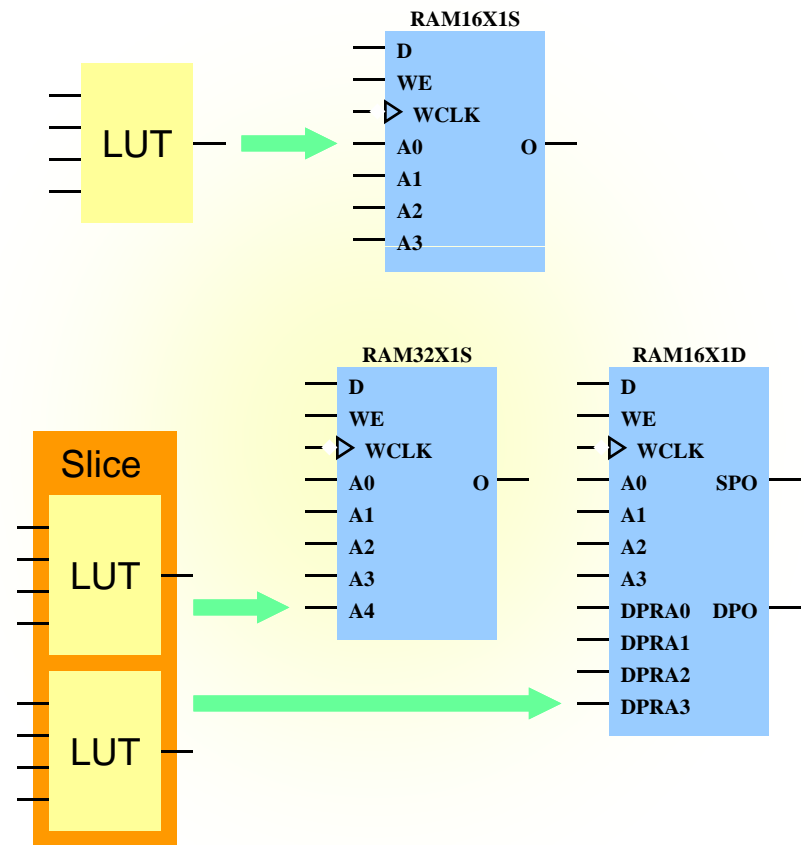 RAM16X1S
D
WE
WCLK
LUT
A0 O
A1
A2
A3
RAM32X1S
D
WE
WCLK
A0 O
A1
A2
A3
A4
RAM16X1D
D
WE
WCLK
A0 SPO
A1
A2
A3
DPRA0 DPO
DPRA1
DPRA2
DPRA3
Slice
LUT
LUT